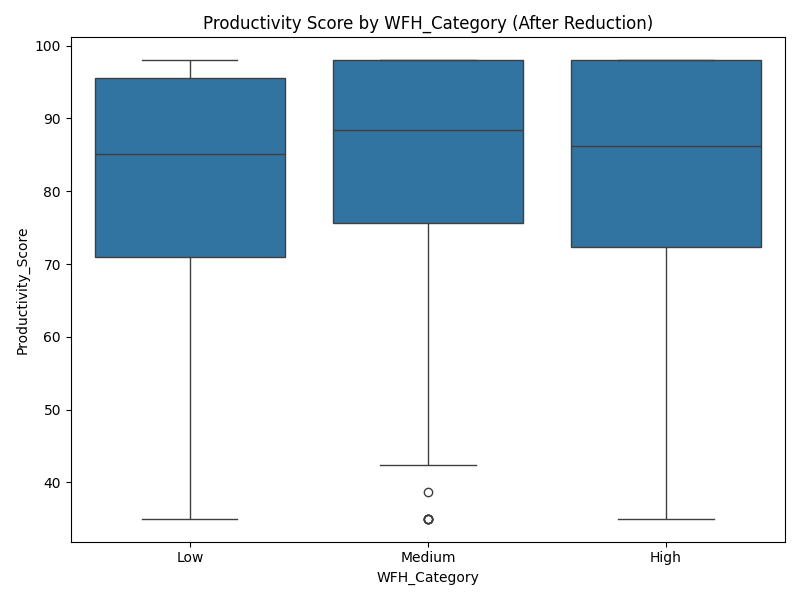 Productivity Score by WFH_Category (After Reduction)
100
90
80
70
60
50
40
Productivity_Score
Low Medium High
WFH_Category